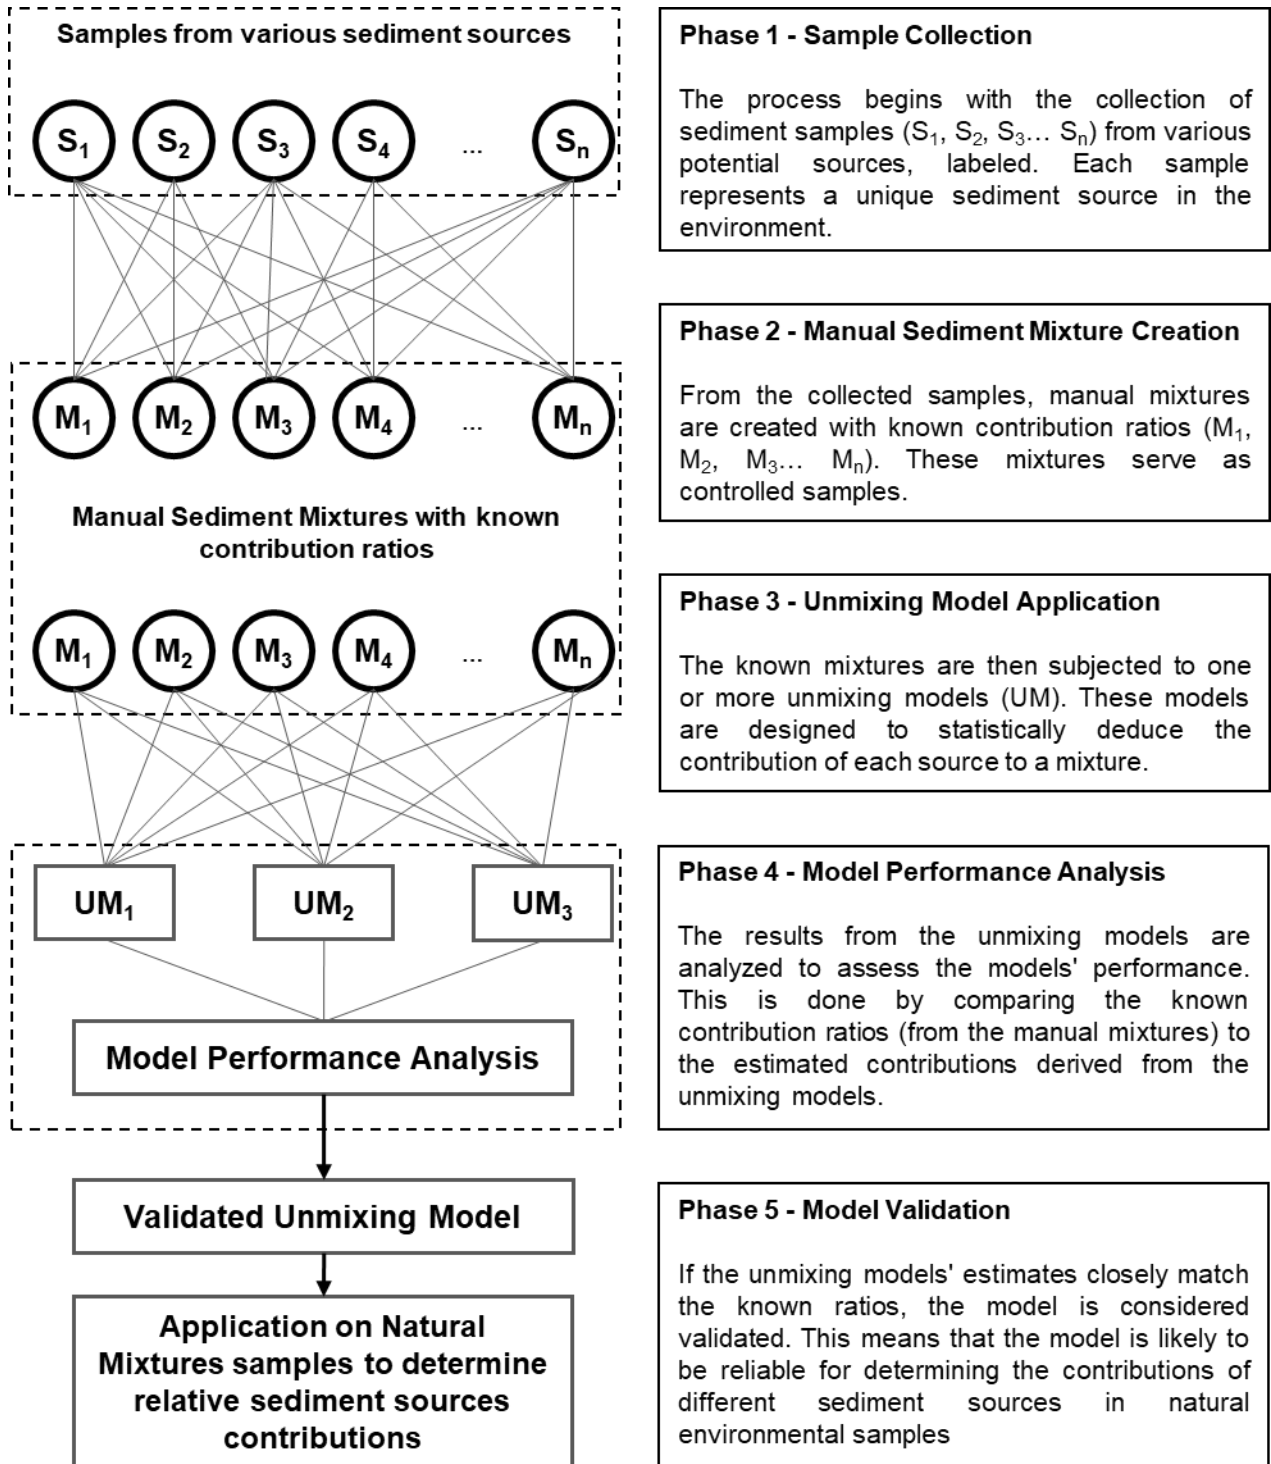 Samples from various sediment sources
S1 S2 S3 S4 ... Sn
M1 M2 M3 M4 ... Mn
Manual Sediment Mixtures with known
contribution ratios
M1 M2 M3 M4 ... Mn
UM1 UM2 UM3
Model Performance Analysis
Validated Unmixing Model
Application on Natural
Mixtures samples to determine
relative sediment sources
contributions
Phase 1 - Sample Collection
The process begins with the collection of
sediment samples (S1, S2, S3... Sn) from various
potential sources, labeled. Each sample
represents a unique sediment source in the
environment.
Phase 2 - Manual Sediment Mixture Creation
From the collected samples, manual mixtures
are created with known contribution ratios (M1,
M2, M3... Mn). These mixtures serve as
controlled samples.
Phase 3 - Unmixing Model Application
The known mixtures are then subjected to one
or more unmixing models (UM). These models
are designed to statistically deduce the
contribution of each source to a mixture.
Phase 4 - Model Performance Analysis
The results from the unmixing models are
analyzed to assess the models' performance.
This is done by comparing the known
contribution ratios (from the manual mixtures) to
the estimated contributions derived from the
unmixing models.
Phase 5 - Model Validation
If the unmixing models' estimates closely match
the known ratios, the model is considered
validated. This means that the model is likely to
be reliable for determining the contributions of
different sediment sources in natural
environmental samples